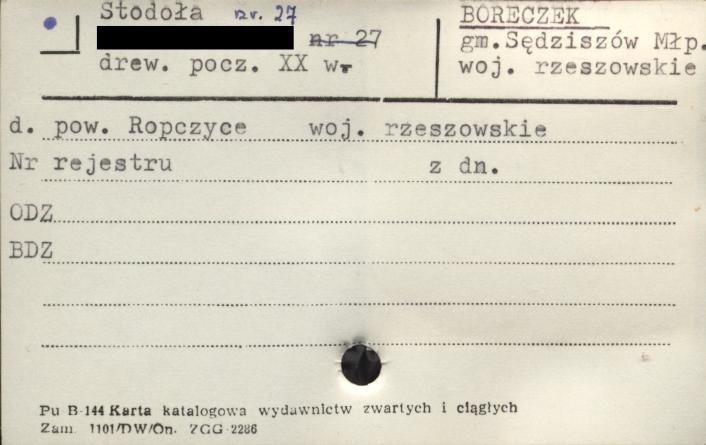 Stodoła nr. 27
BORECZEK
nr 27
gm.Sędziszów Młp.
drew. pocz. XX w.
woj. rzeszowskie
d. pow. Ropczyce woj. rzeszowskie
Nr rejestru z dn.
ODZ
BDZ
Pu B-144 Karta katalogowa wydawnictw zwartych i ciągłych
Zam. 1101/DW/On. ZGG-2286